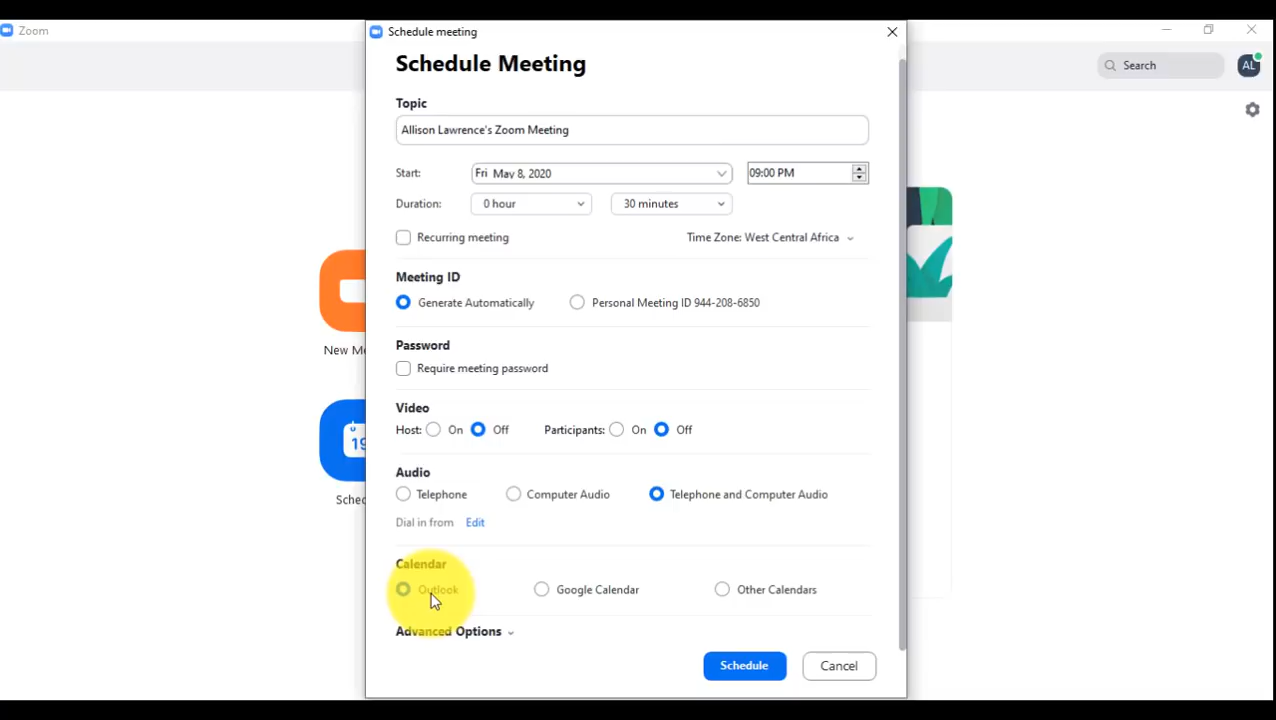 Zoom
Schedule meeting
Schedule Meeting
Search
AL
Topic
Allison Lawrence's Zoom Meeting
Start: Fri May 8, 2020 09:00 PM
Duration: 0 hour 30 minutes
Recurring meeting Time Zone: West Central Africa
Meeting ID
Generate Automatically Personal Meeting ID 944-208-6850
New Me
Password
Require meeting password
Video
Host: On Off Participants: On Off
19
Audio
Telephone Computer Audio Telephone and Computer Audio
Sched
Dial in from Edit
Calendar
Outlook Google Calendar Other Calendars
Advanced Options
Schedule Cancel